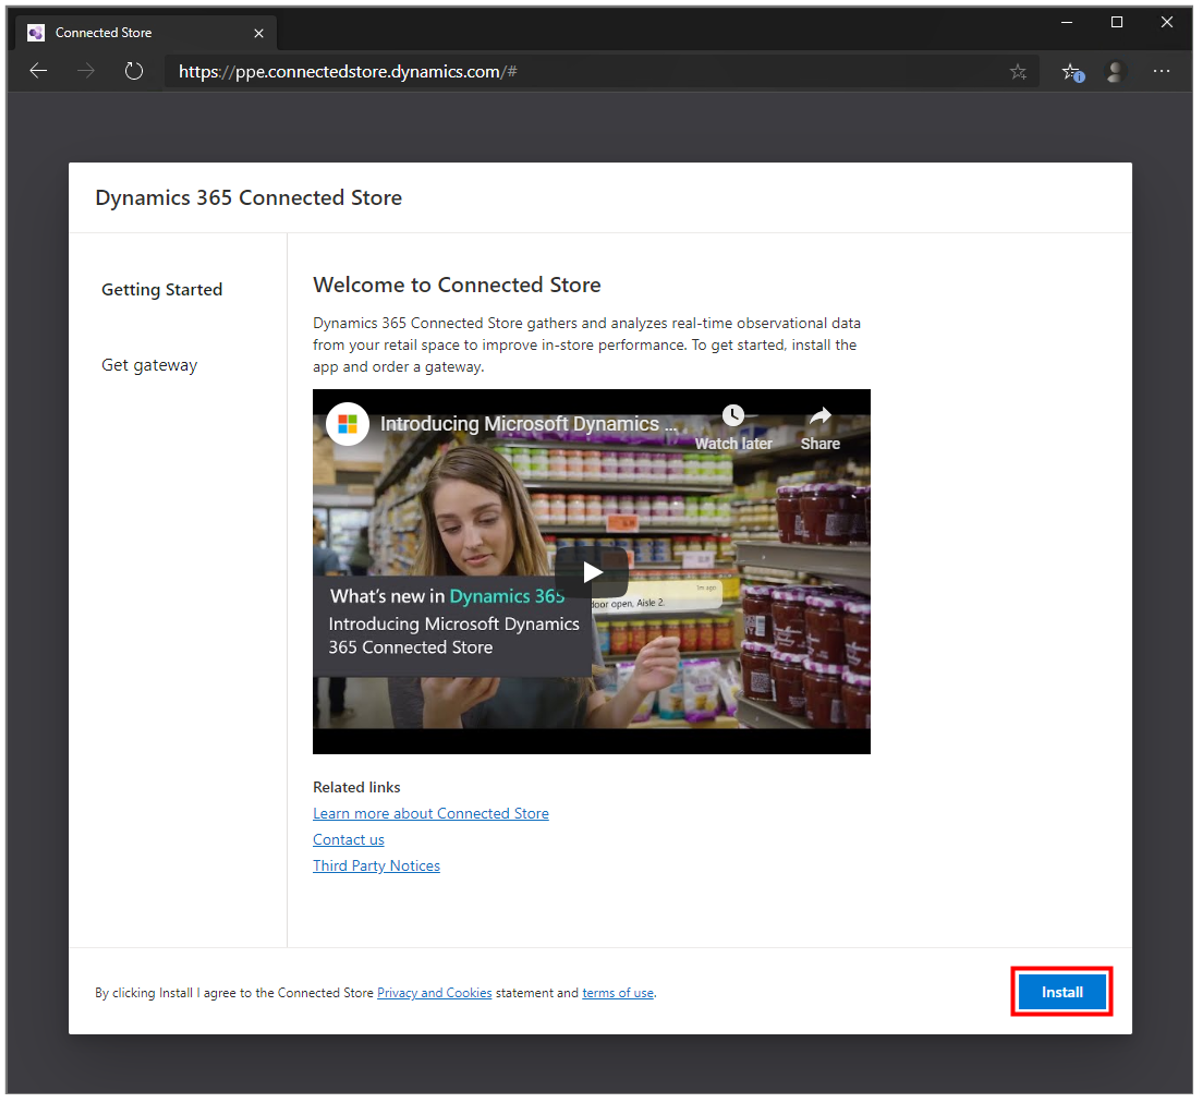 Connected Store
https://ppe.connectedstore.dynamics.com/#
Dynamics 365 Connected Store
Getting Started
Get gateway
Welcome to Connected Store
Dynamics 365 Connected Store gathers and analyzes real-time observational data
from your retail space to improve in-store performance. To get started, install the
app and order a gateway.
Introducing Microsoft Dynamics ...
Watch later
Share
1m ago
door open, Aisle 2.
What's new in Dynamics 365
Introducing Microsoft Dynamics
365 Connected Store
Related links
Learn more about Connected Store
Contact us
Third Party Notices
By clicking Install I agree to the Connected Store Privacy and Cookies statement and terms of use.
Install